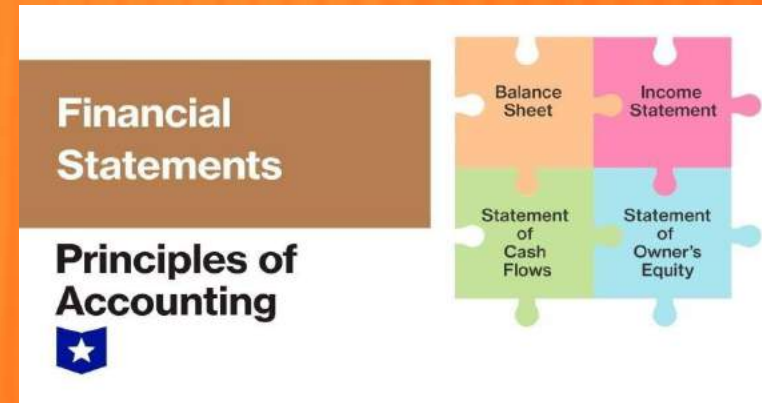 Financial
Statements
Principles of
Accounting
Balance
Sheet
Income
Statement
Statement
of
Cash
Flows
Statement
of
Owner's
Equity